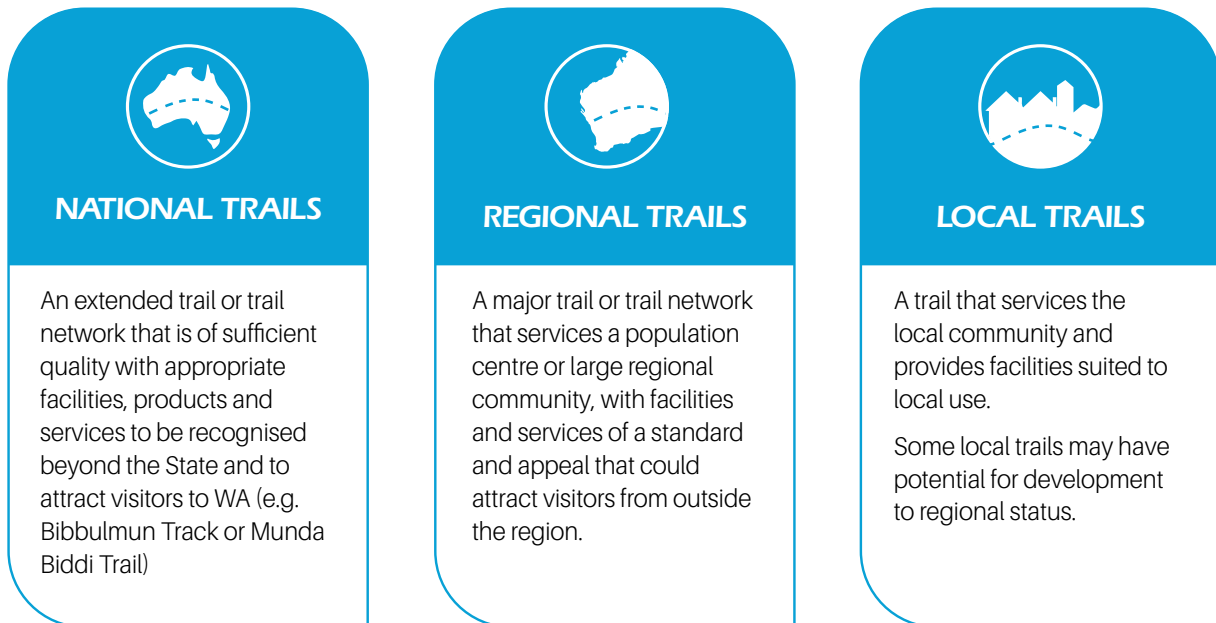 NATIONAL TRAILS
An extended trail or trail
network that is of sufficient
quality with appropriate
facilities, products and
services to be recognised
beyond the State and to
attract visitors to WA (e.g.
Bibbulmun Track or Munda
Biddi Trail)
REGIONAL TRAILS
A major trail or trail network
that services a population
centre or large regional
community, with facilities
and services of a standard
and appeal that could
attract visitors from outside
the region.
LOCAL TRAILS
A trail that services the
local community and
provides facilities suited to
local use.
Some local trails may have
potential for development
to regional status.